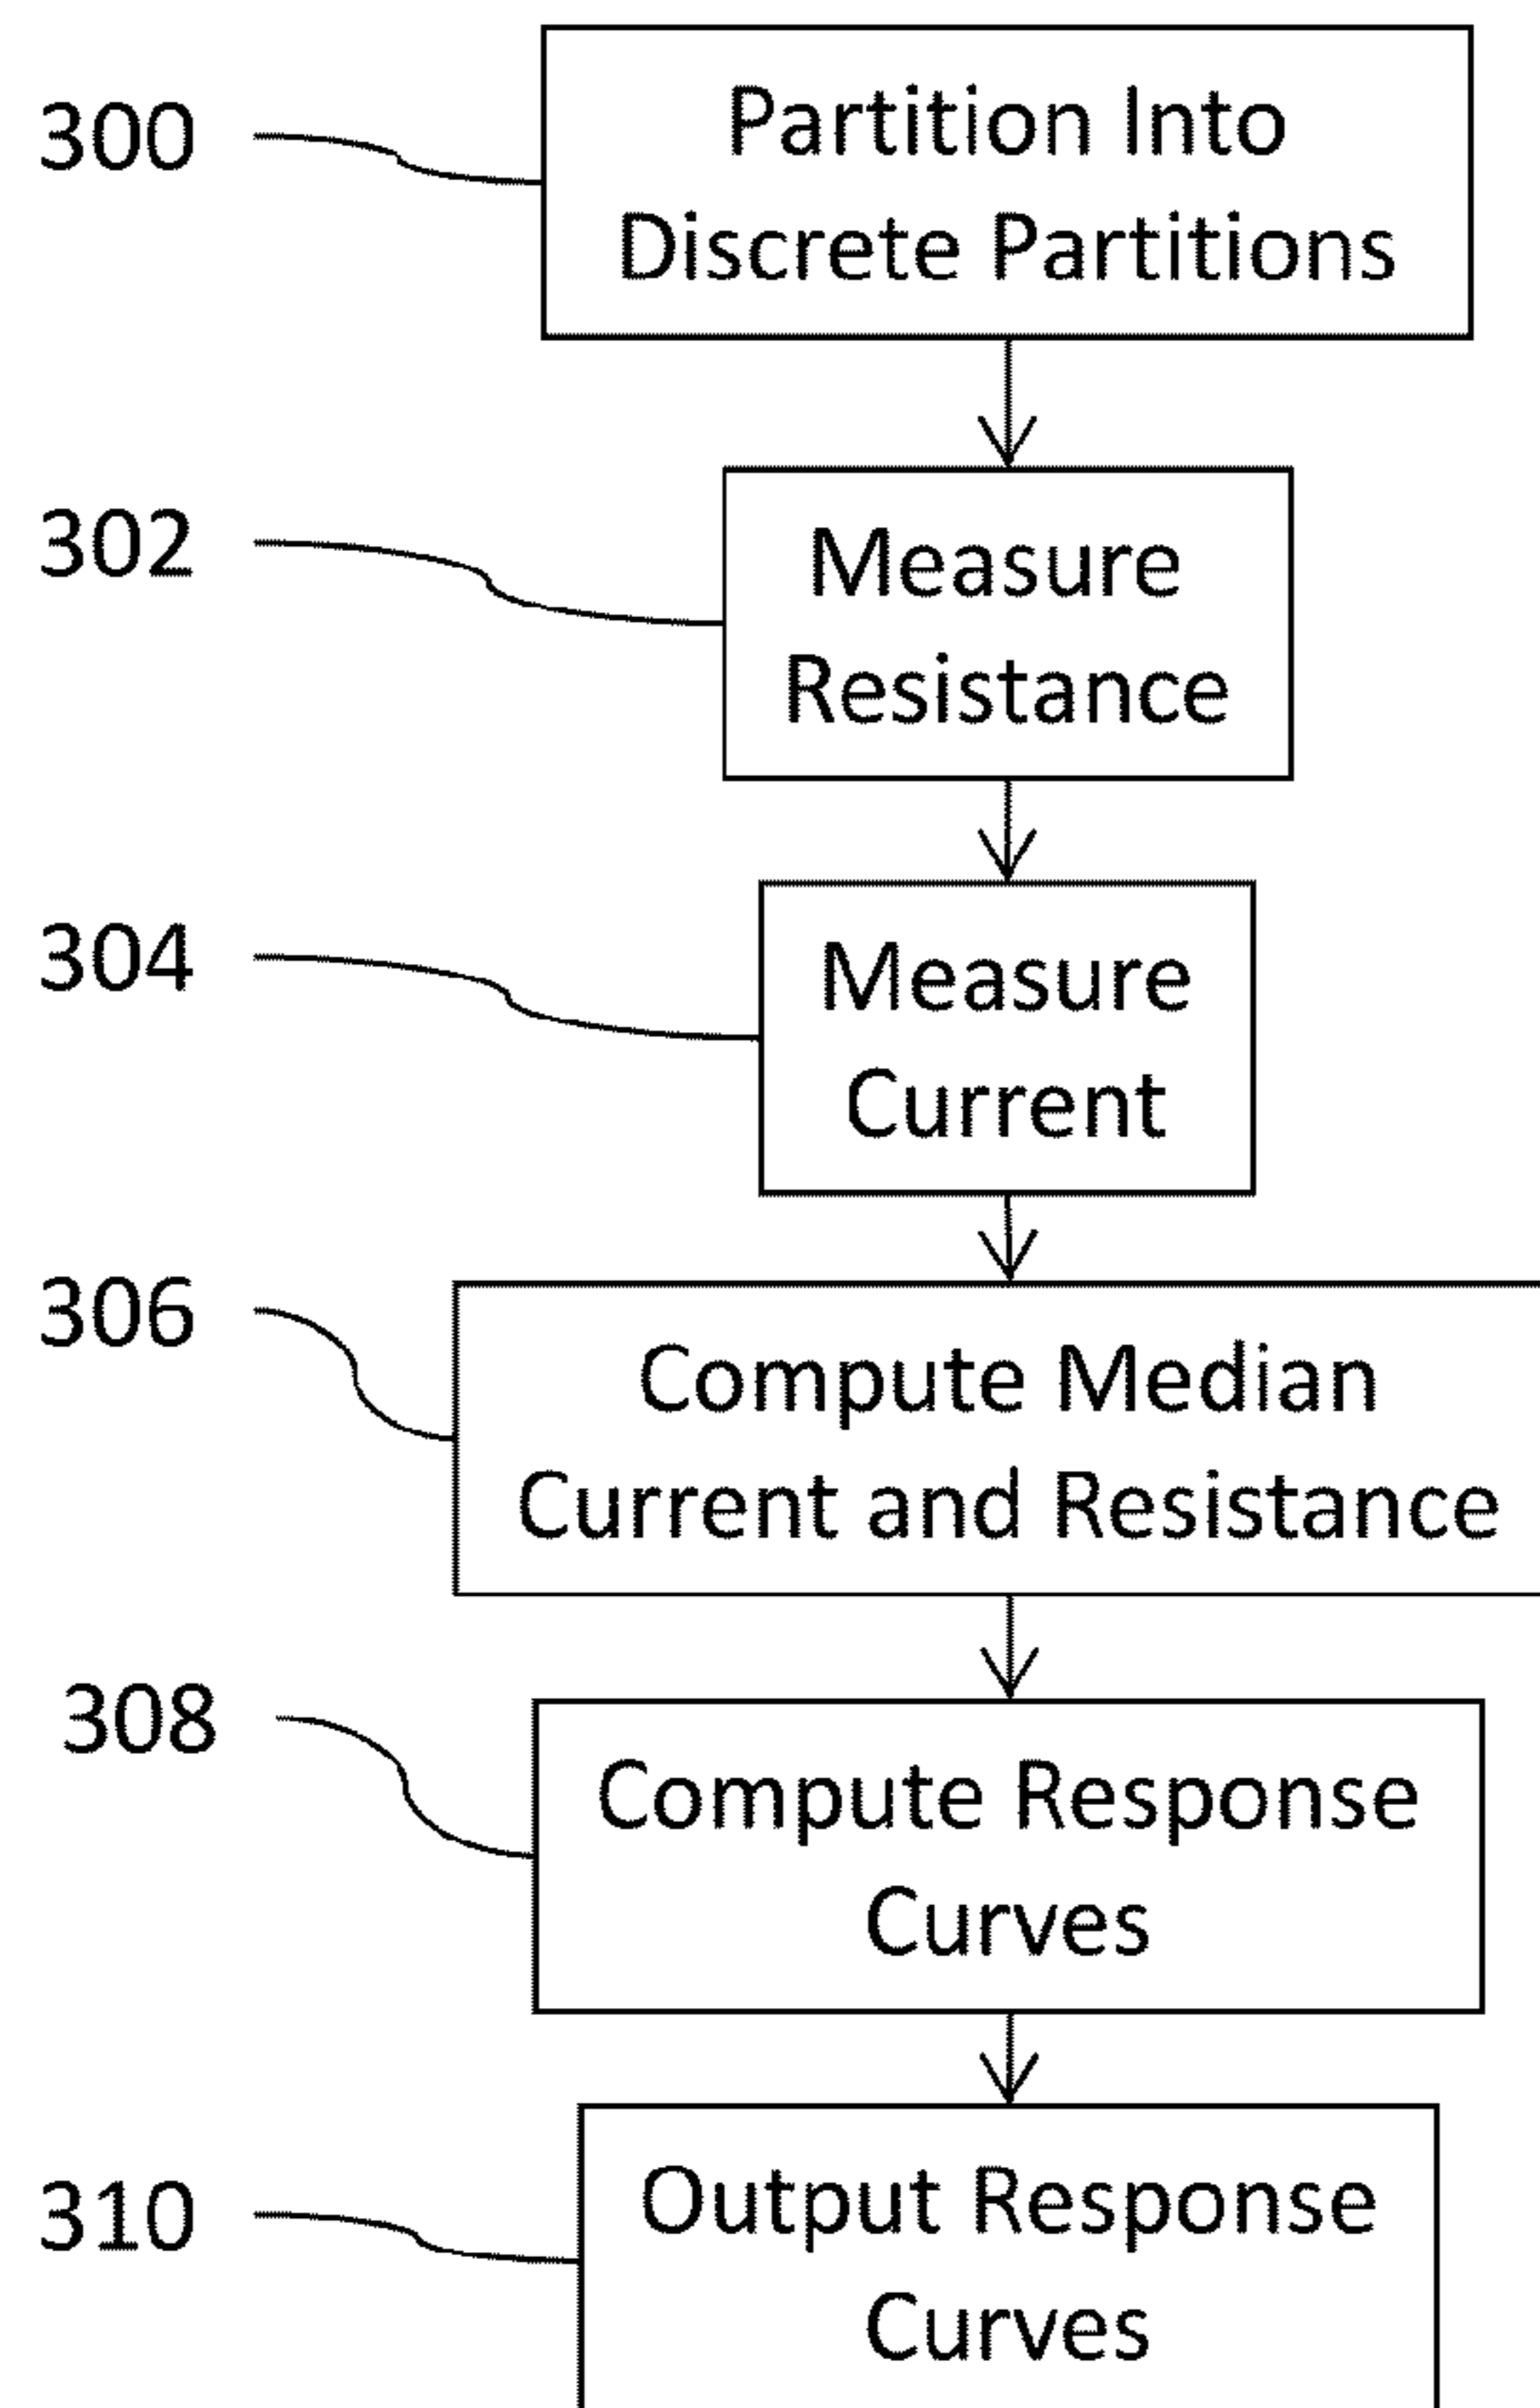 300
Partition Into
Discrete Partitions
302
Measure
Resistance
304
Measure
Current
306
Compute Median
Current and Resistance
308
Compute Response
Curves
310
Output Response
Curves